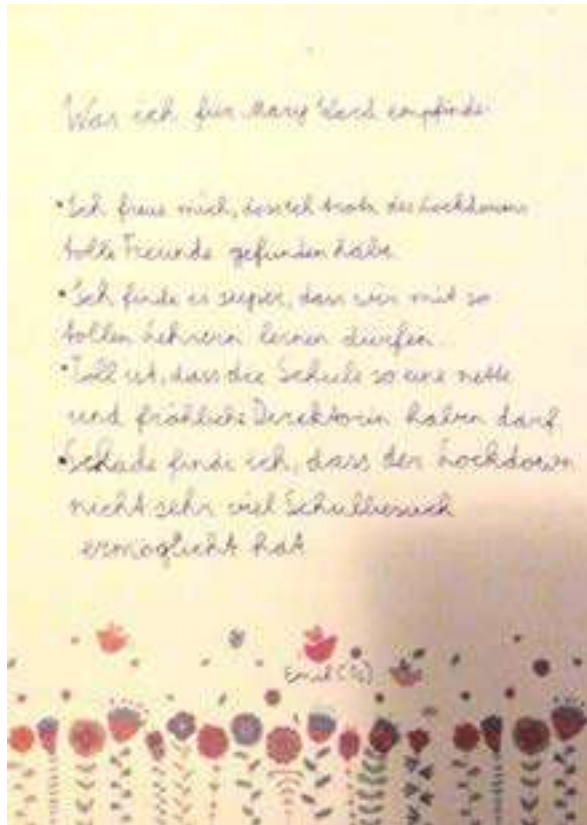 Was ich für Mary Ward empfinde
• Ich freue mich, dass ich trotz des Lockdowns
tolle Freunde gefunden habe.
• Ich finde es super, dass wir mit so
tollen Lehrern lernen dürfen.
• Toll ist, dass die Schule so eine nette
und fröhliche Direktorin haben darf.
• Schade finde ich, dass der Lockdown
nicht sehr viel Schulbesuch
ermöglicht hat
Emil